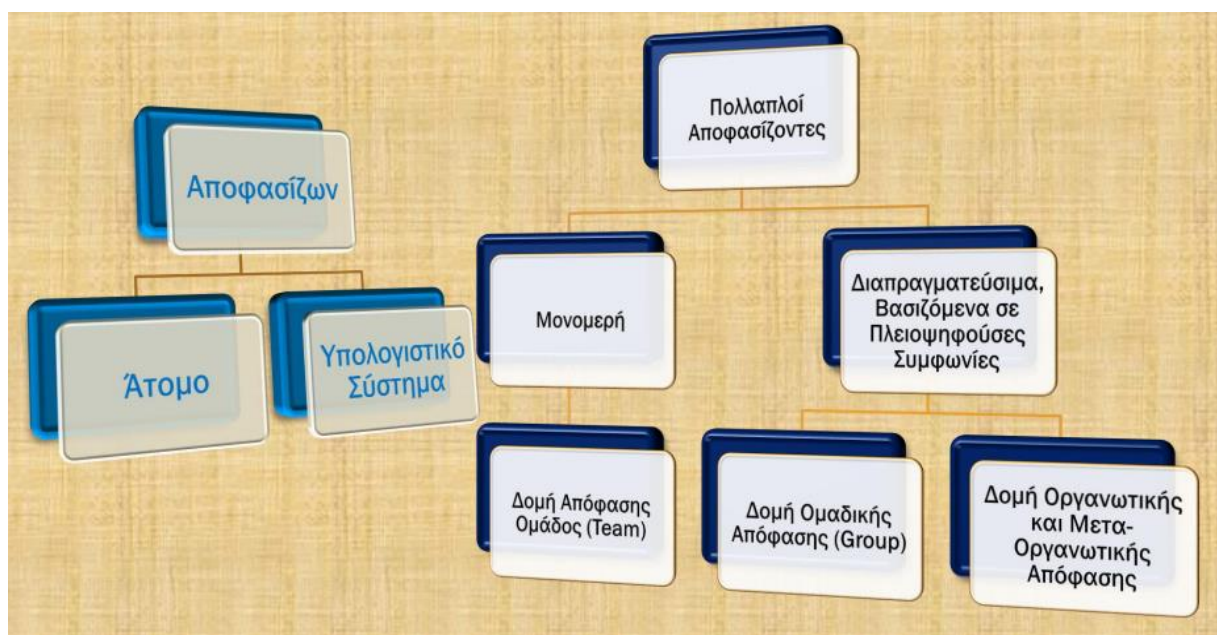 Αποφασίζων
Άτομο
Υπολογιστικό
Σύστημα
Πολλαπλοί
Αποφασίζοντες
Μονομερή
Διαπραγματεύσιμα,
Βασιζόμενα σε
Πλειοψηφούσες
Συμφωνίες
Δομή Απόφασης
Ομάδος (Team)
Δομή Ομαδικής
Απόφασης (Group)
Δομή Οργανωτικής
και Μετα-
Οργανωτικής
Απόφασης